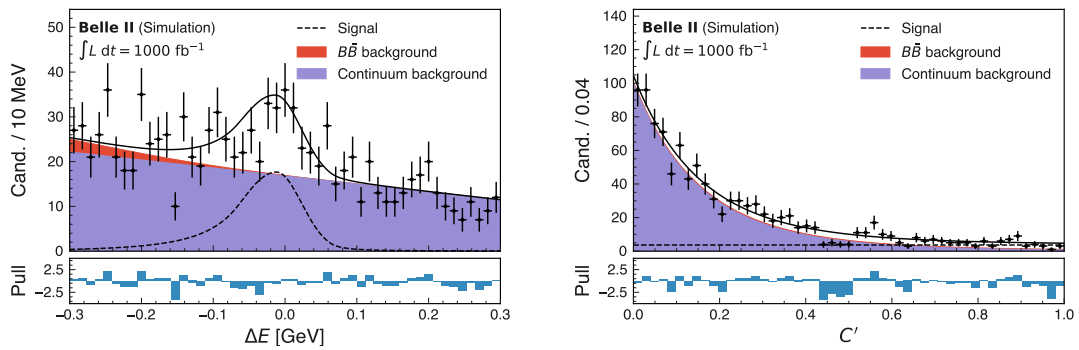 Belle II (Simulation)
∫L dt = 1000 fb⁻¹
Signal
BB̄ background
Continuum background
Cand. / 10 MeV
50
40
30
20
10
0
Pull
2.5
−2.5
−0.3 −0.2 −0.1 0.0 0.1 0.2 0.3
ΔE [GeV]
Belle II (Simulation)
∫L dt = 1000 fb⁻¹
Signal
BB̄ background
Continuum background
Cand. / 0.04
140
120
100
80
60
40
20
0
Pull
2.5
−2.5
0.0 0.2 0.4 0.6 0.8 1.0
C′